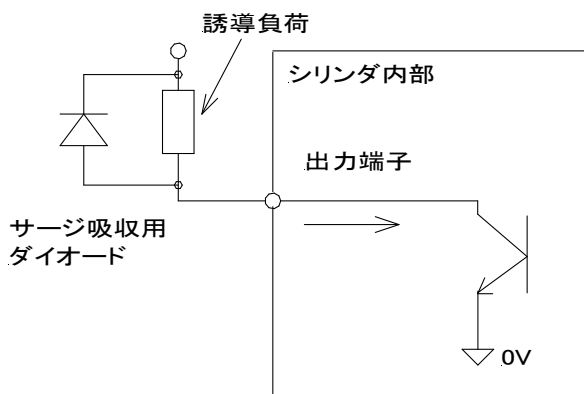 誘導負荷
シリンダ内部
出力端子
サージ吸収用
ダイオード
0V